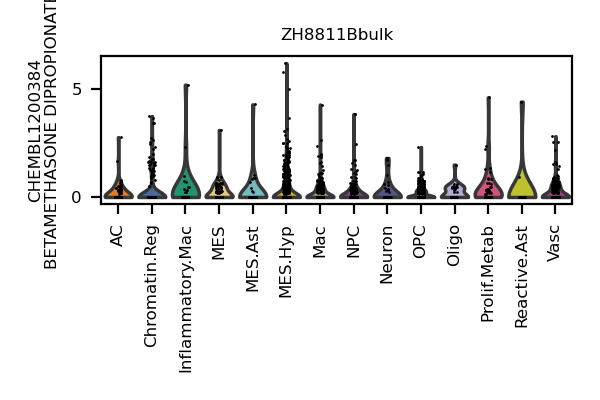 ZH8811Bbulk
CHEMBL1200384
BETAMETHASONE DIPROPIONATE
5
0
AC
Chromatin.Reg
Inflammatory.Mac
MES
MES.Ast
MES.Hyp
Mac
NPC
Neuron
OPC
Oligo
Prolif.Metab
Reactive.Ast
Vasc